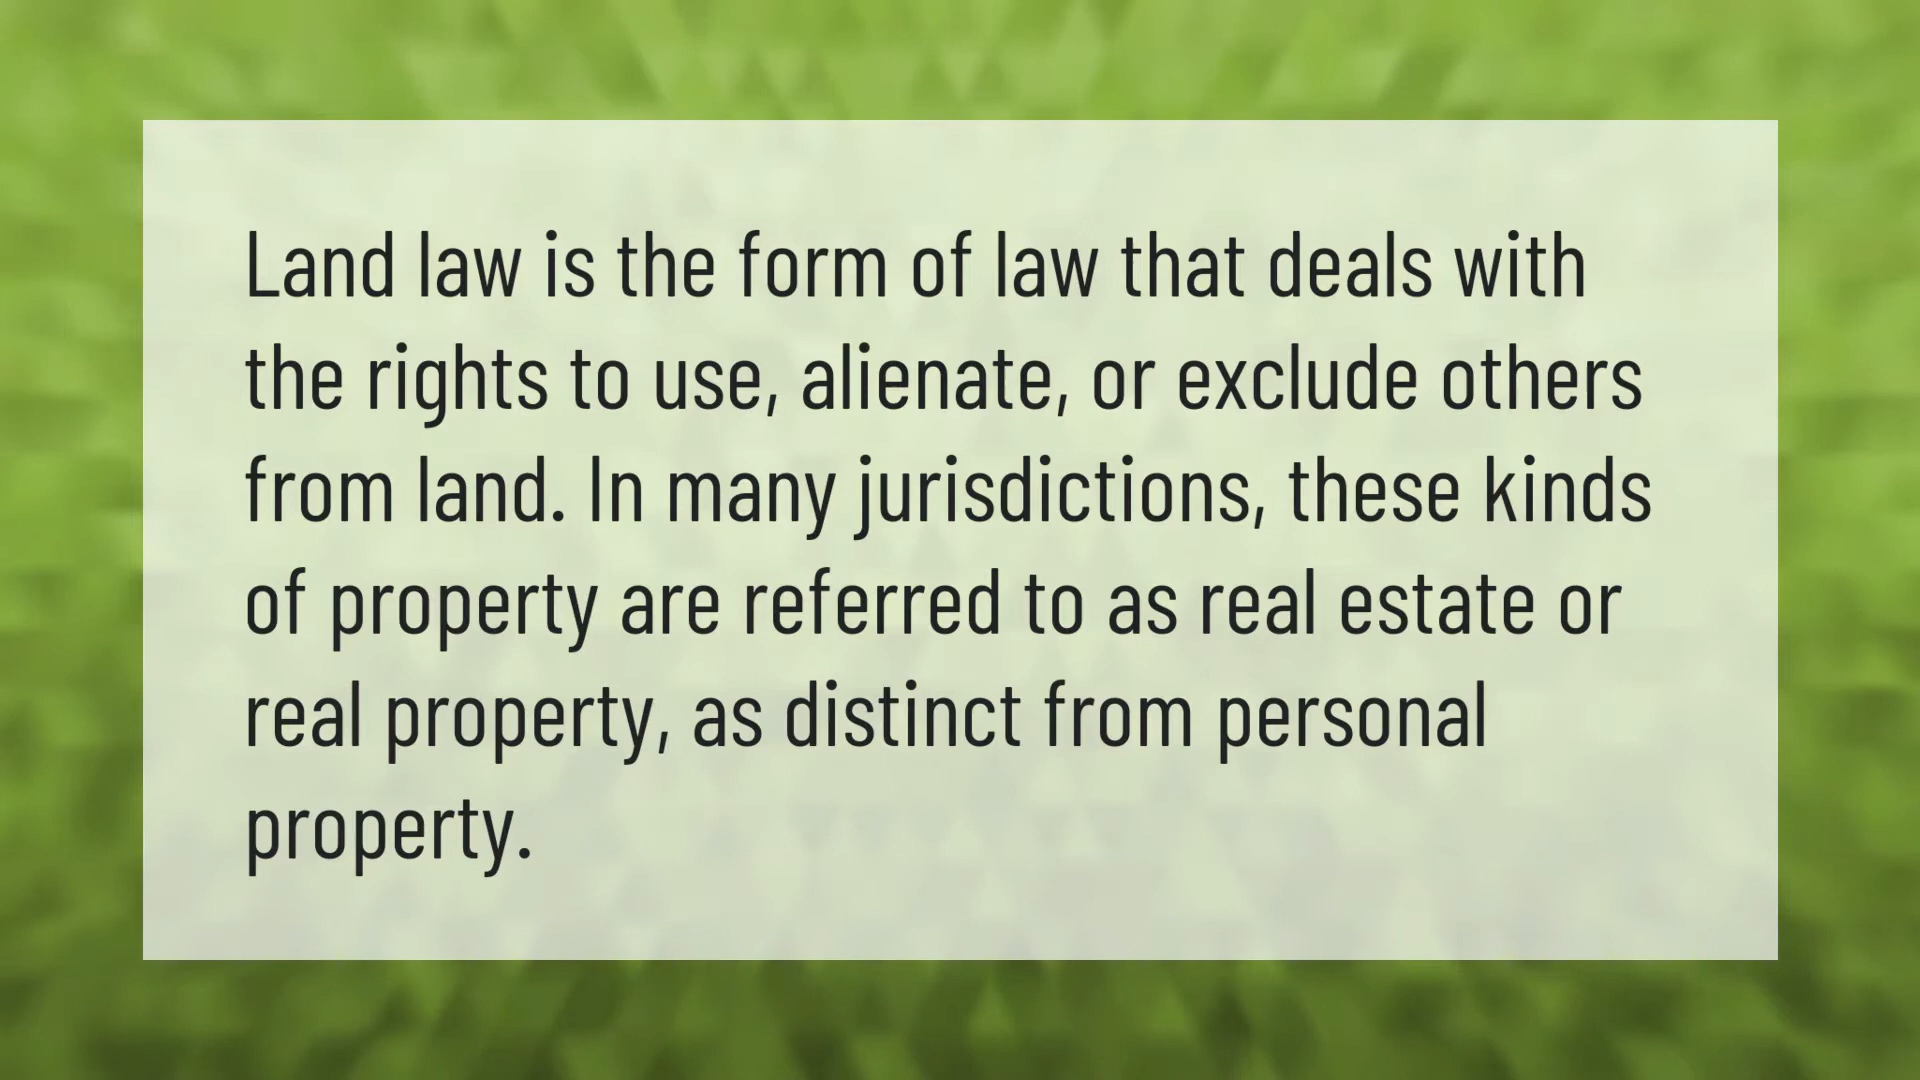 Land law is the form of law that deals with
the rights to use, alienate, or exclude others
from land. In many jurisdictions, these kinds
of property are referred to as real estate or
real property, as distinct from personal
property.